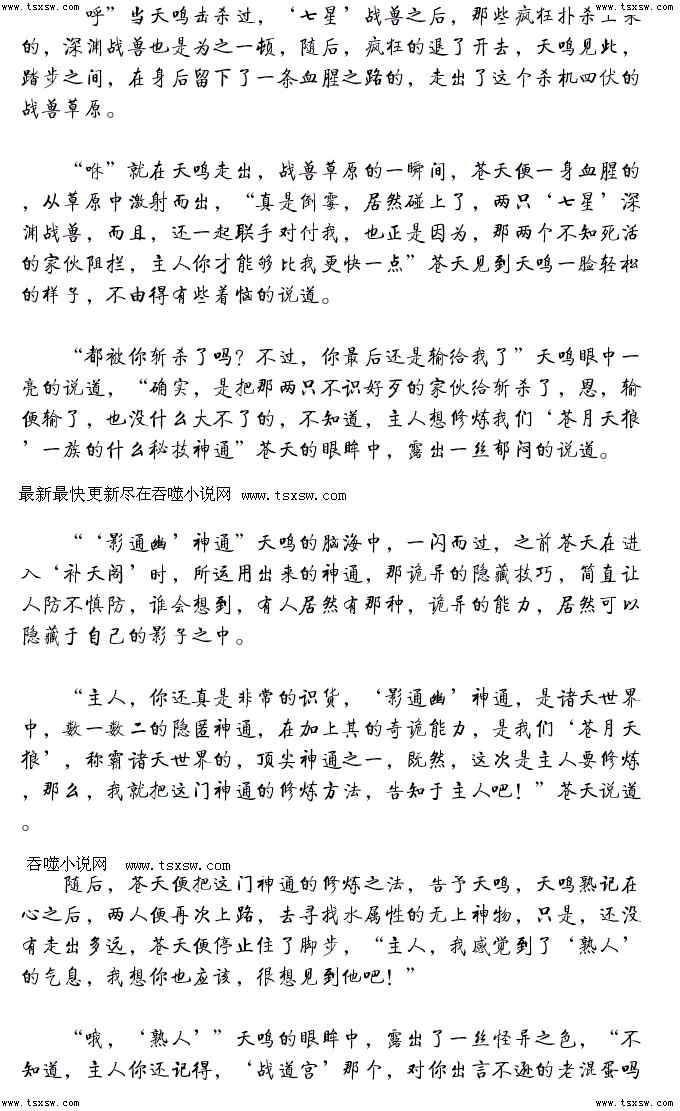 www.tsxsw.com www.tsxsw.com www.tsxsw.com
呼”当天鸣击杀过，‘七星’战兽之后，那些疯狂扑杀上来
的，深渊战兽也是为之一顿，随后，疯狂的退了开去，天鸣见此，
踏步之间，在身后留下了一条血腥之路的，走出了这个杀机四伏的
战兽草原。
“咻”就在天鸣走出，战兽草原的一瞬间，苍天便一身血腥的
，从草原中激射而出，“真是倒霉，居然碰上了，两只‘七星’深
渊战兽，而且，还一起联手对付我，也正是因为，那两个不知死活
的家伙阻拦，主人你才能够比我更快一点”苍天见到天鸣一脸轻松
的样子，不由得有些着恼的说道。
“都被你斩杀了吗？不过，你最后还是输给我了”天鸣眼中一
亮的说道，“确实，是把那两只不识好歹的家伙给斩杀了，恩，输
便输了，也没什么大不了的，不知道，主人想修炼我们‘苍月天狼
’一族的什么秘技神通”苍天的眼眸中，露出一丝郁闷的说道。
最新最快更新尽在吞噬小说网 www.tsxsw.com
“‘影通幽’神通”天鸣的脑海中，一闪而过，之前苍天在进
入‘补天阁’时，所运用出来的神通，那诡异的隐藏技巧，简直让
人防不慎防，谁会想到，有人居然有那种，诡异的能力，居然可以
隐藏于自己的影子之中。
“主人，你还真是非常的识货，‘影通幽’神通，是诸天世界
中，数一数二的隐匿神通，在加上其的奇诡能力，是我们‘苍月天
狼’，称霸诸天世界的，顶尖神通之一，既然，这次是主人要修炼
，那么，我就把这门神通的修炼方法，告知于主人吧！”苍天说道
。
吞噬小说网 www.tsxsw.com
随后，苍天便把这门神通的修炼之法，告予天鸣，天鸣熟记在
心之后，两人便再次上路，去寻找水属性的无上神物，只是，还没
有走出多远，苍天便停止住了脚步，“主人，我感觉到了‘熟人’
的气息，我想你也应该，很想见到他吧！”
“哦，‘熟人’”天鸣的眼眸中，露出了一丝怪异之色，“不
知道，主人你还记得，‘战道宫’那个，对你出言不逊的老混蛋吗
www.tsxsw.com www.tsxsw.com www.tsxsw.com